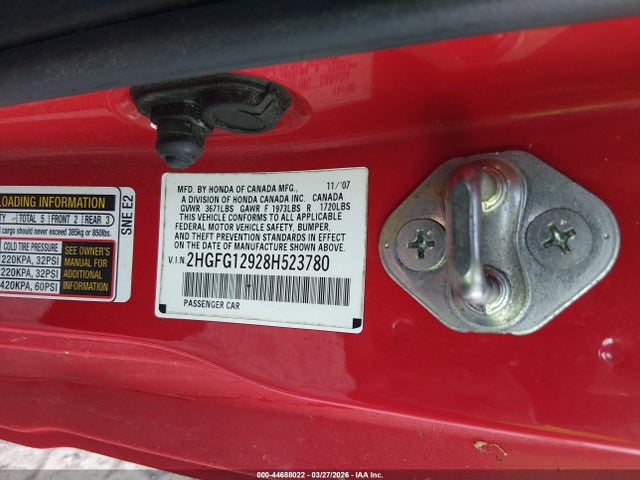 LOADING INFORMATION
TOTAL 5 FRONT 2 REAR 3
cargo should never exceed 385kg or 850lbs.
COLD TIRE PRESSURE
220KPA, 32PSI
220KPA, 32PSI
420KPA, 60PSI
SEE OWNER'S
MANUAL FOR
ADDITIONAL
INFORMATION
SNE E2
MFD. BY HONDA OF CANADA MFG., 11/'07
A DIVISION OF HONDA CANADA INC. CANADA
GVWR 3671LBS GAWR F 1973LBS R 1720LBS
THIS VEHICLE CONFORMS TO ALL APPLICABLE
FEDERAL MOTOR VEHICLE SAFETY, BUMPER,
AND THEFT PREVENTION STANDARDS IN EFFECT
ON THE DATE OF MANUFACTURE SHOWN ABOVE.
V.I.N 2HGFG12928H523780
PASSENGER CAR
000-44688022 - 03/27/2026 - IAA Inc.